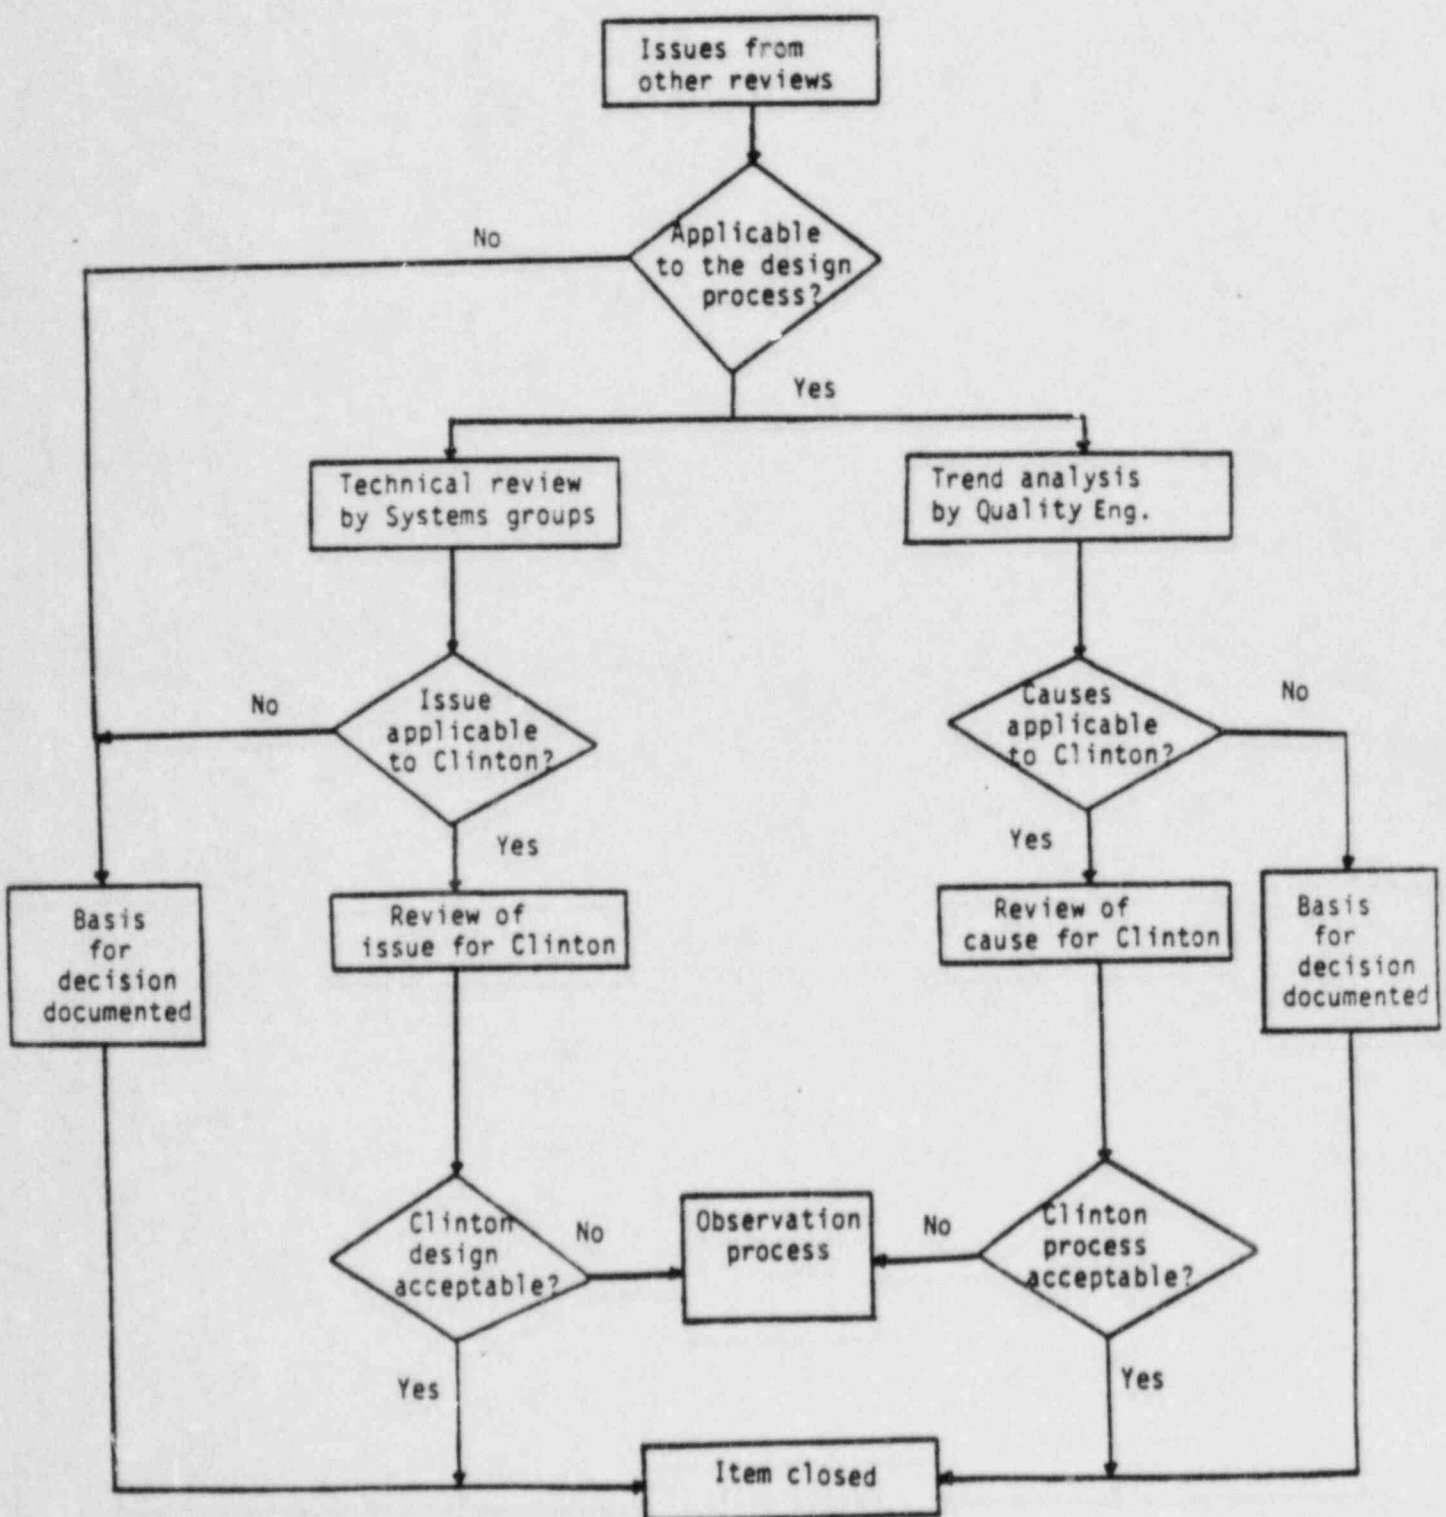 Issues from
other reviews
Applicable
to the design
process?
No
Yes
Technical review
by Systems groups
Trend analysis
by Quality Eng.
Issue
applicable
to Clinton?
No
Yes
Causes
applicable
to Clinton?
No
Yes
Basis
for
decision
documented
Review of
issue for Clinton
Review of
cause for Clinton
Basis
for
decision
documented
Clinton
design
acceptable?
No
Yes
Observation
process
No
Clinton
process
acceptable?
Yes
Item closed